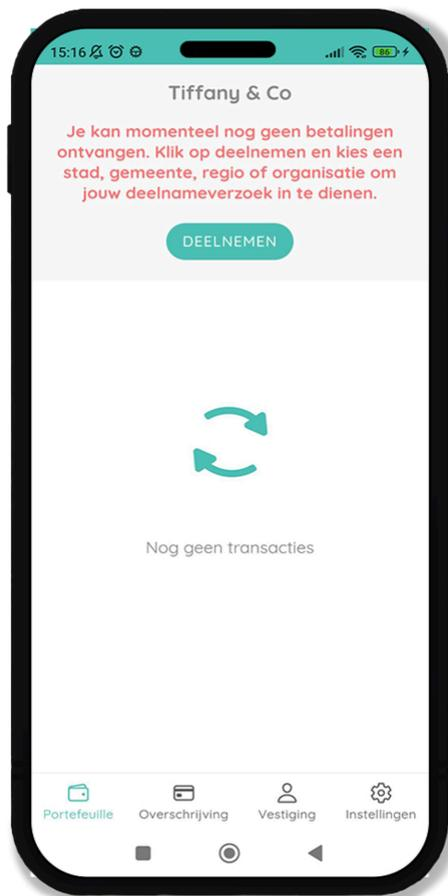 15:16
86
Tiffany & Co
Je kan momenteel nog geen betalingen
ontvangen. Klik op deelnemen en kies een
stad, gemeente, regio of organisatie om
jouw deelnameverzoek in te dienen.
DEELNEMEN
Nog geen transacties
Portefeuille Overschrijving Vestiging Instellingen